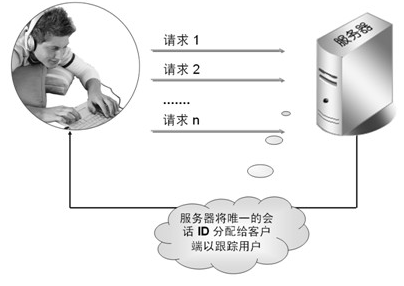 请求 1
请求 2
.......
请求 n
服务器
服务器将唯一的会
话 ID 分配给客户
端以跟踪用户